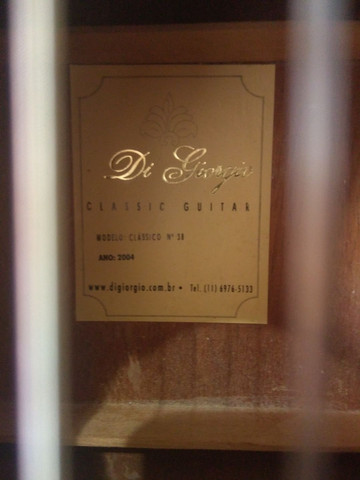 Di Giorgio
CLASSIC GUITAR
MODELO: CLÁSSICO Nº 38
ANO: 2004
www.digiorgio.com.br • Tel. (11) 6976-5133